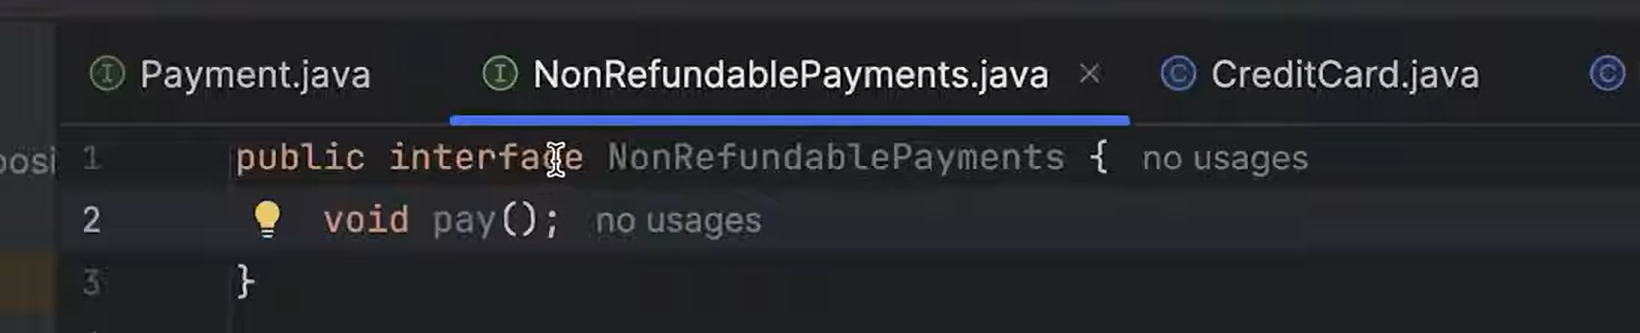 Payment.java NonRefundablePayments.java CreditCard.java
1 public interface NonRefundablePayments { no usages
2 void pay(); no usages
3 }